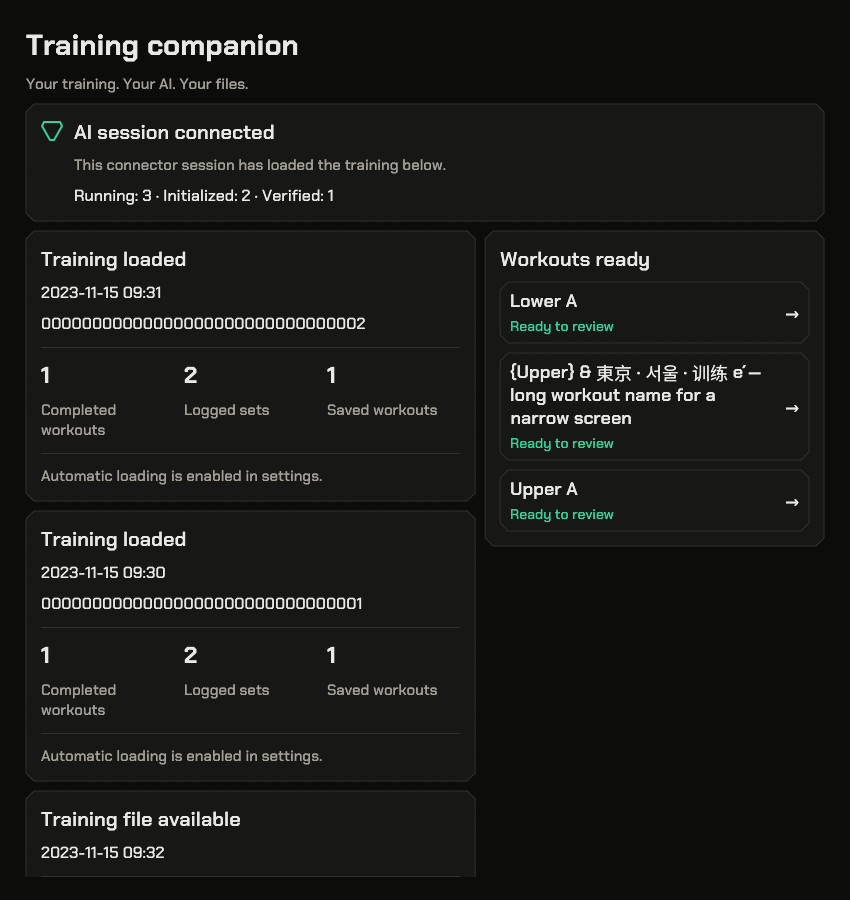 Training companion
Your training. Your AI. Your files.
AI session connected
This connector session has loaded the training below.
Running: 3 · Initialized: 2 · Verified: 1
Training loaded
2023-11-15 09:31
00000000000000000000000000000002
1
2
1
Completed
workouts
Logged sets
Saved workouts
Automatic loading is enabled in settings.
Training loaded
2023-11-15 09:30
00000000000000000000000000000001
1
2
1
Completed
workouts
Logged sets
Saved workouts
Automatic loading is enabled in settings.
Training file available
2023-11-15 09:32
Workouts ready
Lower A
Ready to review
→
{Upper} & 東京 · 서울 · 训练 é —
long workout name for a
narrow screen
Ready to review
→
Upper A
Ready to review
→